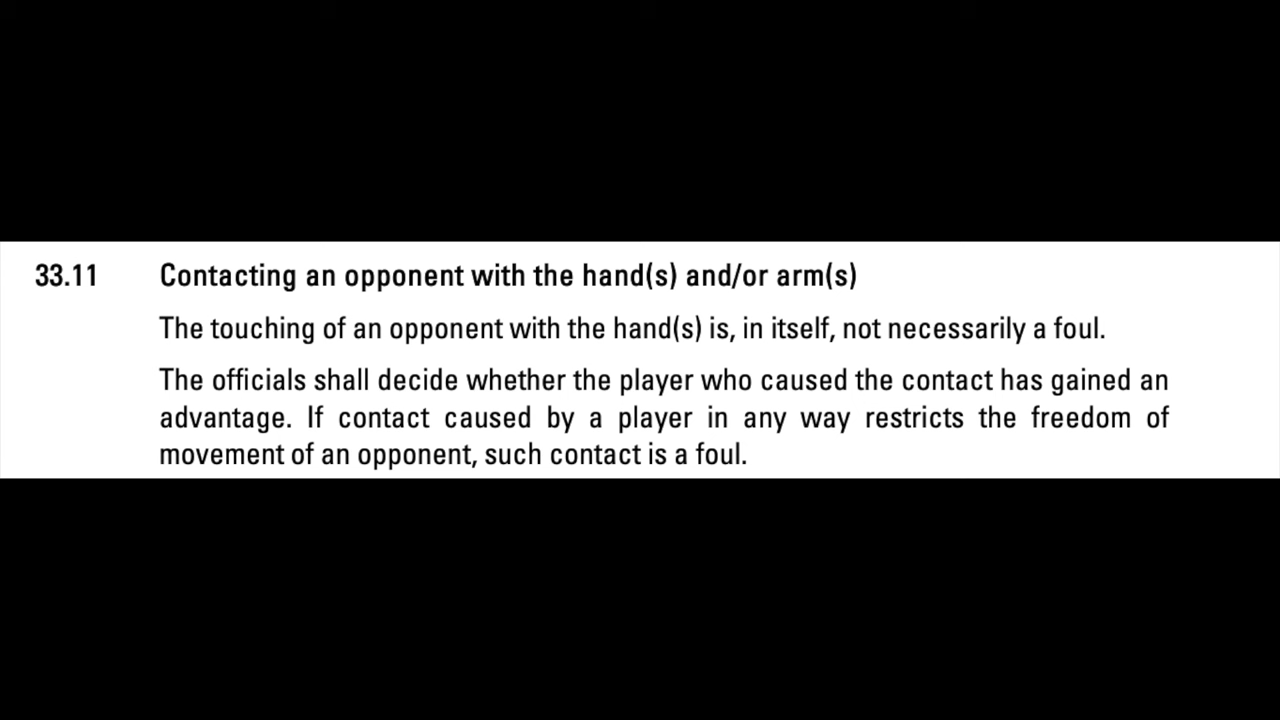 33.11 Contacting an opponent with the hand(s) and/or arm(s)
The touching of an opponent with the hand(s) is, in itself, not necessarily a foul.
The officials shall decide whether the player who caused the contact has gained an
advantage. If contact caused by a player in any way restricts the freedom of
movement of an opponent, such contact is a foul.